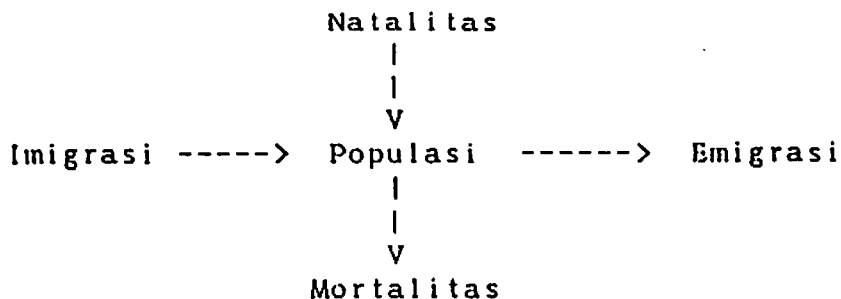 Natalitas
|
|
V
Imigrasi -----> Populasi ------> Emigrasi
|
|
V
Mortalitas